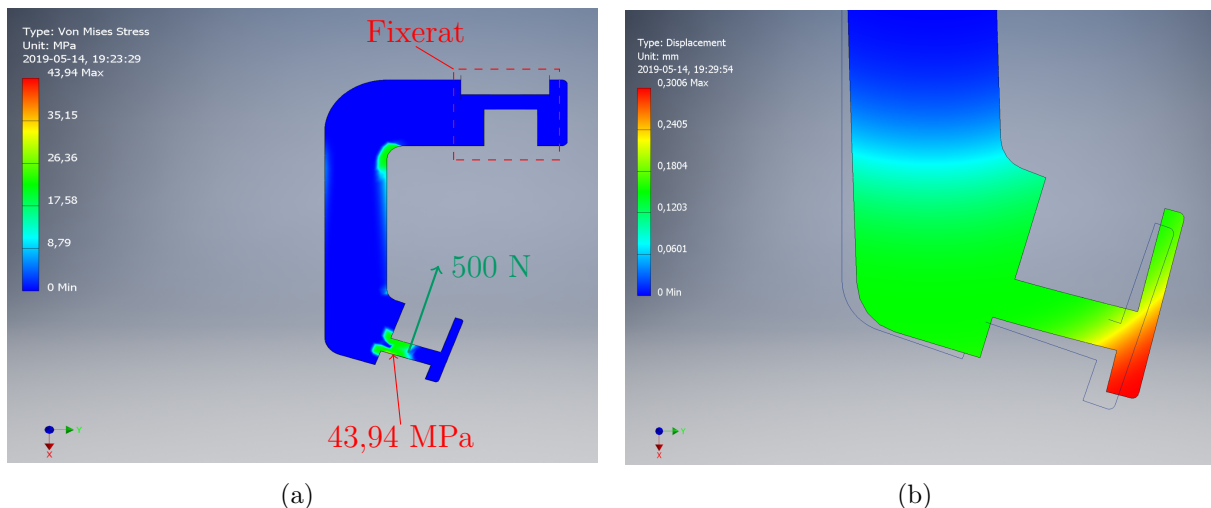 Type: Von Mises Stress
Unit: MPa
2019-05-14, 19:23:29
43,94 Max
35,15
26,36
17,58
8,79
0 Min
Fixerat
500 N
43,94 MPa
Y
X
(a)
Type: Displacement
Unit: mm
2019-05-14, 19:29:54
0,3006 Max
0,2405
0,1804
0,1203
0,0601
0 Min
Y
X
(b)